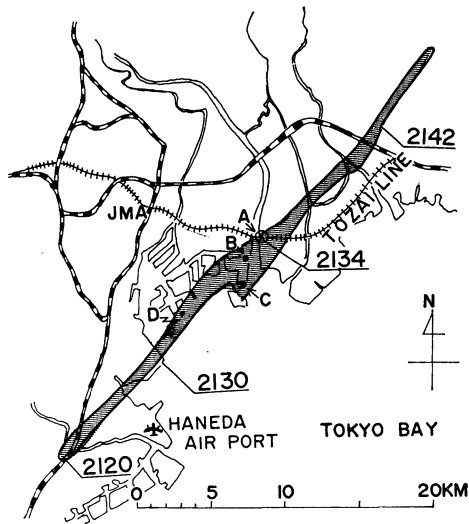 2142
TOZAI LINE
A
JMA
B
2134
C
D
N
2130
HANEDA
AIR PORT
TOKYO BAY
2120
0 5 10 20KM